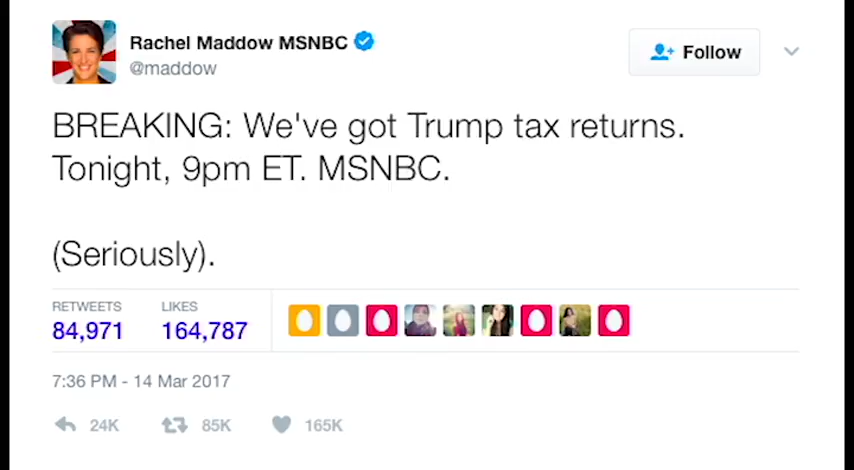 Rachel Maddow MSNBC
@maddow
Follow
BREAKING: We've got Trump tax returns.
Tonight, 9pm ET. MSNBC.
(Seriously).
RETWEETS LIKES
84,971 164,787
7:36 PM - 14 Mar 2017
24K 85K 165K